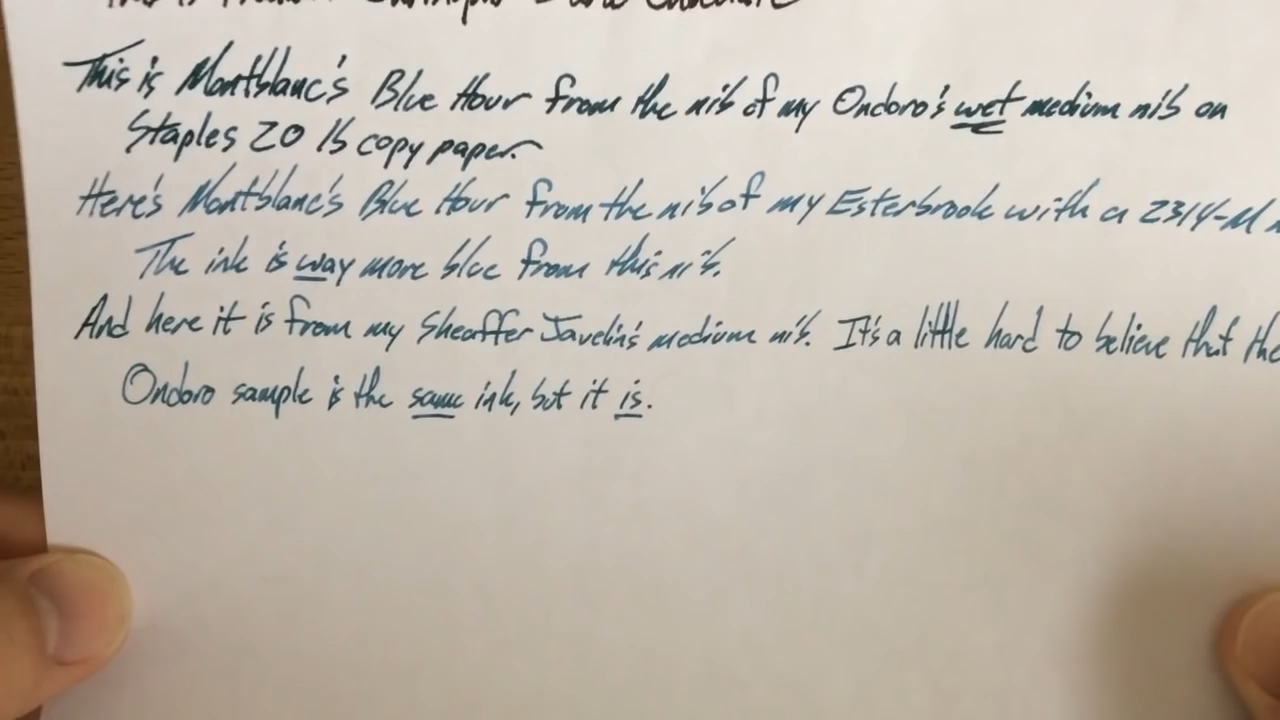 This is
This is Montblanc's Blue Hour from the nib of my Ondoro's wet medium nib on
Staples 20 lb copy paper.
Here's Montblanc's Blue Hour from the nib of my Esterbrook with a 2314-M
The ink is way more blue from this nib.
And here it is from my Sheaffer Javelin's medium nib. It's a little hard to believe that the
Ondoro sample is the same ink, but it is.